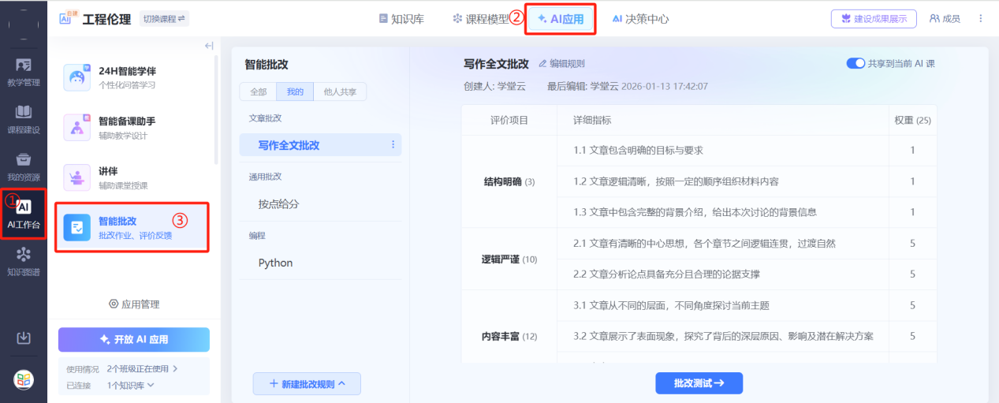 自建
AI
工程伦理
切换课程
知识库
课程模型
②
AI应用
AI 决策中心
建设成果展示
成员
教学管理
课程建设
我的资源
①
AI
AI工作台
知识图谱
24H智能学伴
个性化问答学习
智能备课助手
辅助教学设计
讲伴
辅助课堂授课
智能批改
③
批改作业、评价反馈
应用管理
开放 AI 应用
使用情况 2个班级正在使用
已连接 1个知识库
智能批改
全部 我的 他人共享
文章批改
写作全文批改
通用批改
按点给分
编程
Python
新建批改规则
写作全文批改 编辑规则
共享到当前 AI 课
创建人: 学堂云 最后编辑: 学堂云 2026-01-13 17:42:07
评价项目 详细指标 权重 (25)
结构明确 (3)
1.1 文章包含明确的目标与要求 1
1.2 文章逻辑清晰，按照一定的顺序组织材料内容 1
1.3 文章中包含完整的背景介绍，给出本次讨论的背景信息 1
逻辑严谨 (10)
2.1 文章有清晰的中心思想，各个章节之间逻辑连贯，过渡自然 5
2.2 文章分析论点具备充分且合理的论据支撑 5
内容丰富 (12)
3.1 文章从不同的层面，不同角度探讨当前主题 5
3.2 文章展示了表面现象，探究了背后的深层原因、影响及潜在解决方案 5
批改测试